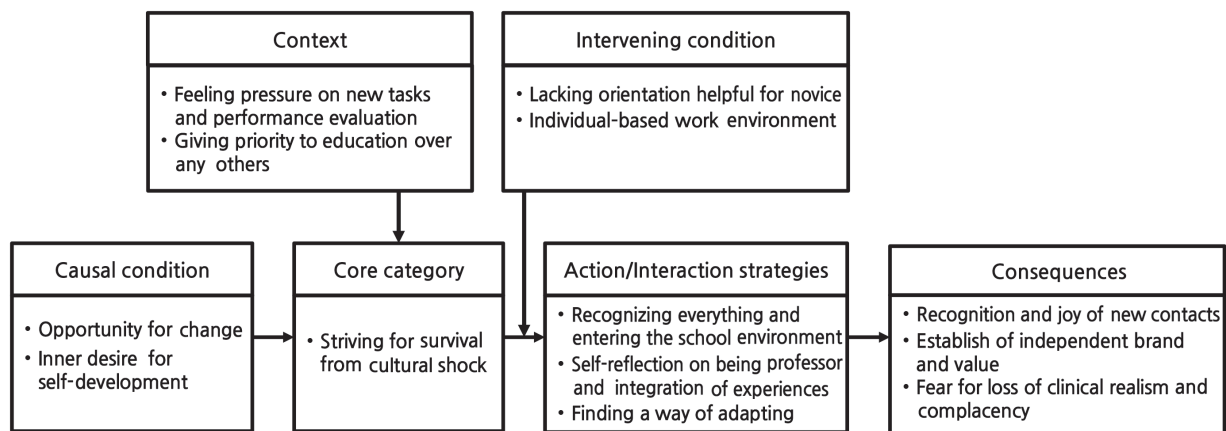 Context
• Feeling pressure on new tasks
and performance evaluation
• Giving priority to education over
any others
Intervening condition
• Lacking orientation helpful for novice
• Individual-based work environment
Causal condition
• Opportunity for change
• Inner desire for
self-development
Core category
• Striving for survival
from cultural shock
Action/Interaction strategies
• Recognizing everything and
entering the school environment
• Self-reflection on being professor
and integration of experiences
• Finding a way of adapting
Consequences
• Recognition and joy of new contacts
• Establish of independent brand
and value
• Fear for loss of clinical realism and
complacency